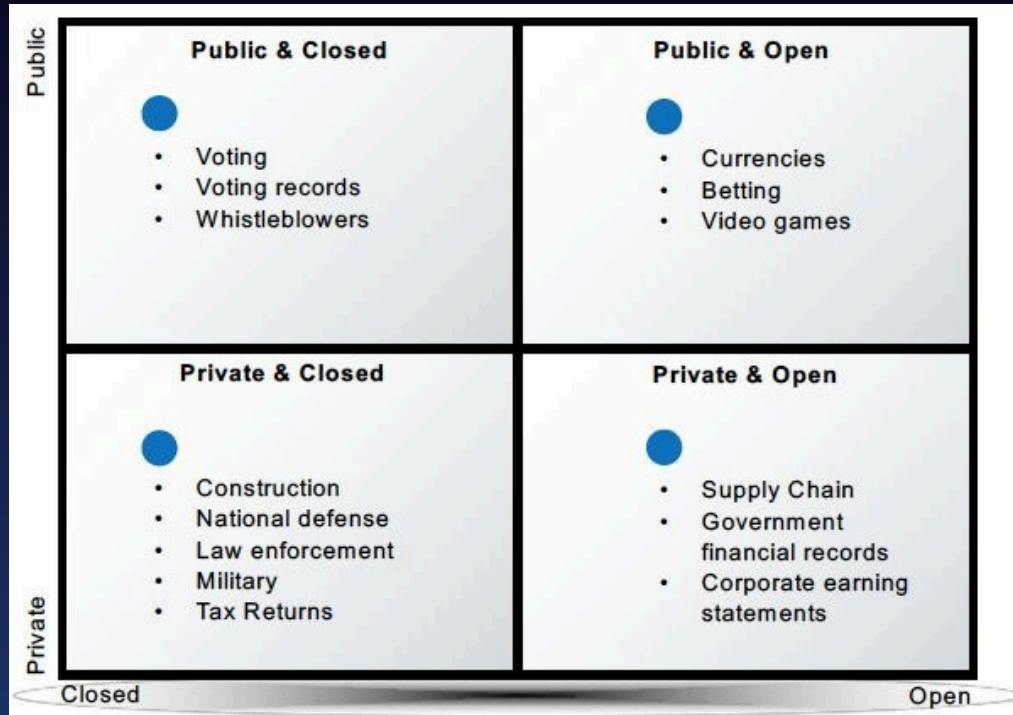 Public
Public & Closed
• Voting
• Voting records
• Whistleblowers
Public & Open
• Currencies
• Betting
• Video games
Private
Private & Closed
• Construction
• National defense
• Law enforcement
• Military
• Tax Returns
Private & Open
• Supply Chain
• Government
financial records
• Corporate earning
statements
Closed
Open